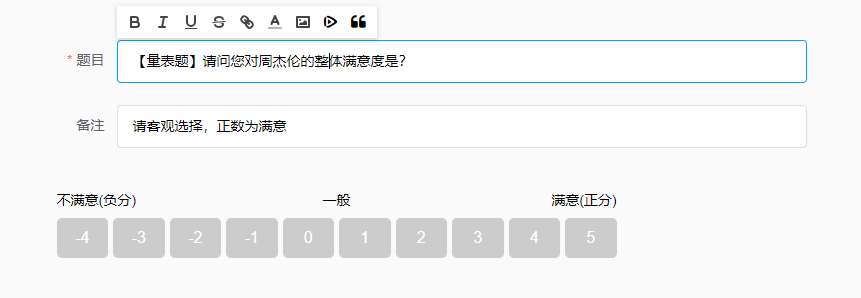 B I U S A
* 题目 【量表题】请问您对周杰伦的整体满意度是?
备注 请客观选择，正数为满意
不满意(负分) 一般 满意(正分)
-4 -3 -2 -1 0 1 2 3 4 5